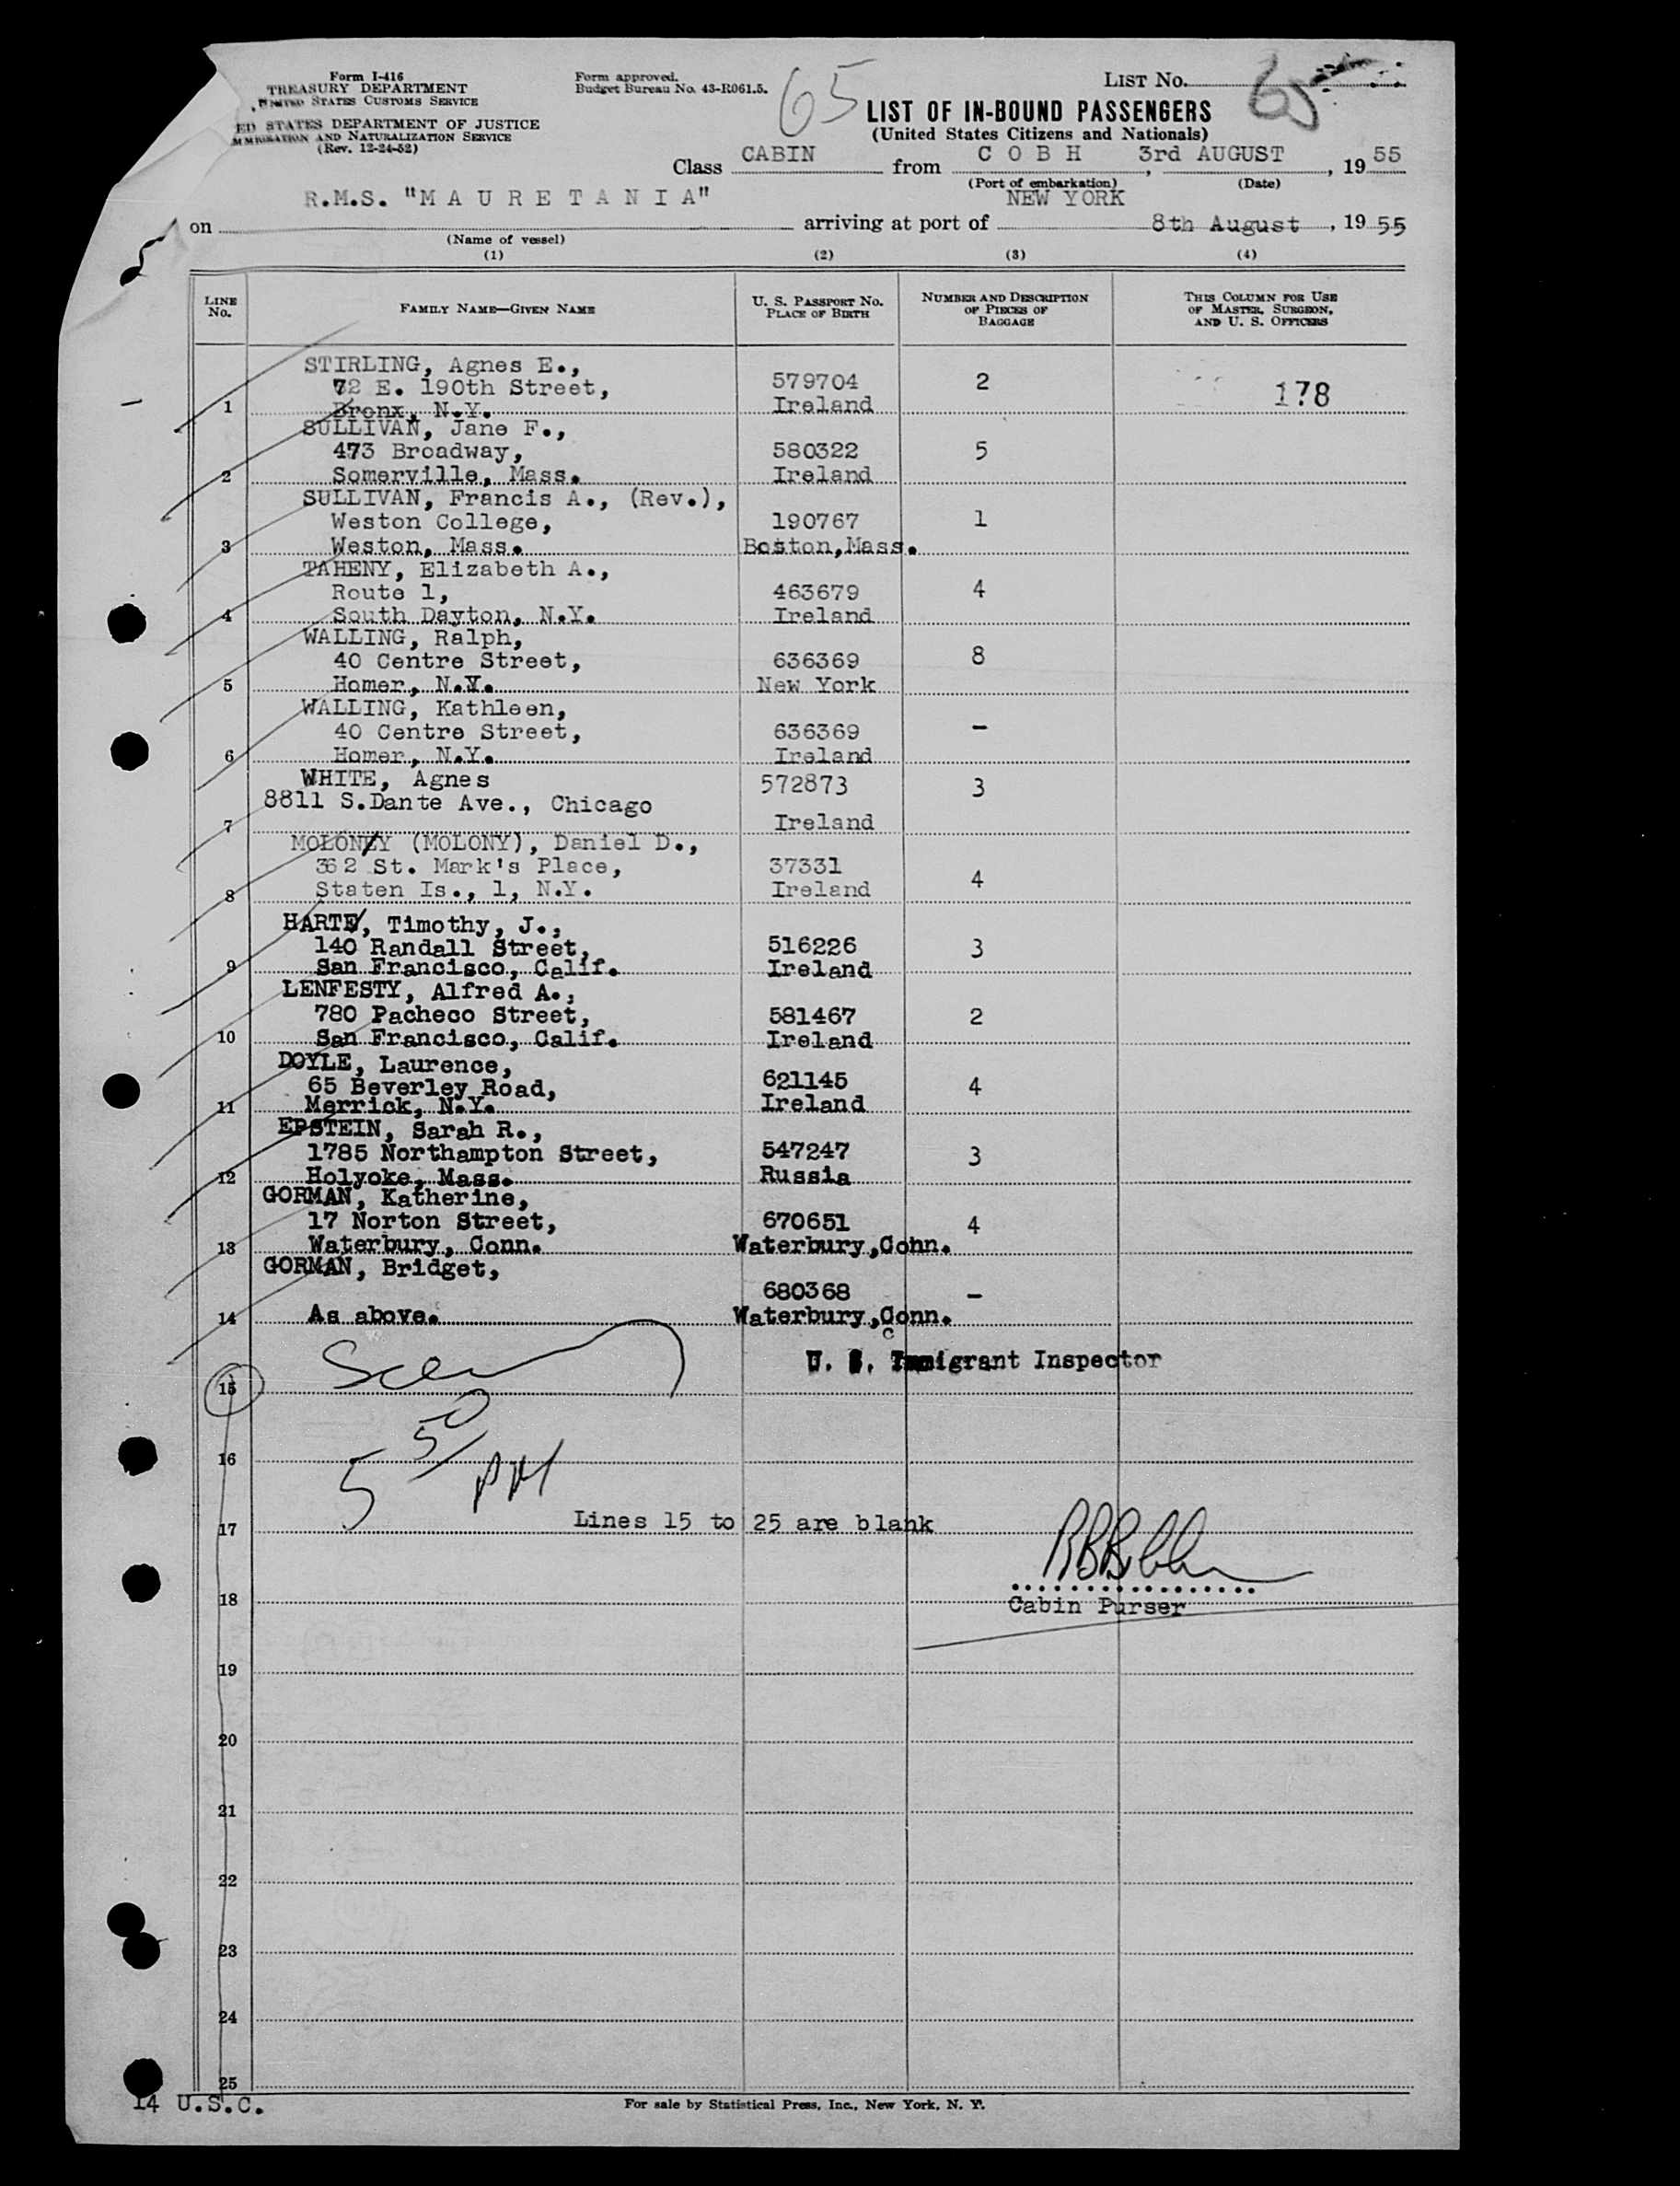 Form I-416
TREASURY DEPARTMENT
UNITED STATES CUSTOMS SERVICE
ED STATES DEPARTMENT OF JUSTICE
MMIGRATION AND NATURALIZATION SERVICE
(Rev. 12-24-52)
Form approved.
Budget Bureau No. 43-R061.5.
65
LIST No. 65
LIST OF IN-BOUND PASSENGERS
(United States Citizens and Nationals)
Class CABIN from C O B H , 3rd AUGUST , 19 55
(Port of embarkation) (Date)
on R.M.S. "M A U R E T A N I A" arriving at port of NEW YORK 8th August , 19 55
(Name of vessel)
(1) (2) (3) (4)
LINE No. FAMILY NAME—GIVEN NAME U. S. PASSPORT No. PLACE OF BIRTH NUMBER AND DESCRIPTION OF PIECES OF BAGGAGE THIS COLUMN FOR USE OF MASTER, SURGEON, AND U. S. OFFICERS
STIRLING, Agnes E.,
72 E. 190th Street, 579704 2 178
1 Bronx, N.Y. Ireland
SULLIVAN, Jane F.,
473 Broadway, 580322 5
2 Somerville, Mass. Ireland
SULLIVAN, Francis A., (Rev.),
Weston College, 190767 1
3 Weston, Mass. Boston,Mass.
TAHENY, Elizabeth A.,
Route 1, 463679 4
4 South Dayton, N.Y. Ireland
WALLING, Ralph,
40 Centre Street, 636369 8
5 Homer, N.Y. New York
WALLING, Kathleen,
40 Centre Street, 636369 -
6 Homer, N.Y. Ireland
WHITE, Agnes 572873 3
8811 S.Dante Ave., Chicago
7 Ireland
MOLONEY (MOLONY), Daniel D.,
362 St. Mark's Place, 37331
8 Staten Is., 1, N.Y. Ireland 4
HARTE, Timothy, J.,
140 Randall Street, 516226 3
9 San Francisco, Calif. Ireland
LENFESTY, Alfred A.,
780 Pacheco Street, 581467 2
10 San Francisco, Calif. Ireland
DOYLE, Laurence,
65 Beverley Road, 621145 4
11 Merrick, N.Y. Ireland
EPSTEIN, Sarah R.,
1785 Northampton Street, 547247 3
12 Holyoke, Mass. Russia
GORMAN, Katherine,
17 Norton Street, 670651 4
13 Waterbury, Conn. Waterbury,Conn.
GORMAN, Bridget,
680368 -
14 As above. Waterbury,Conn.
U. S. Immigrant Inspector
15
5 50/ PM
16
17 Lines 15 to 25 are blank
18 Cabin Purser
19
20
21
22
23
24
25
14 U.S.C.
For sale by Statistical Press, Inc., New York, N. Y.